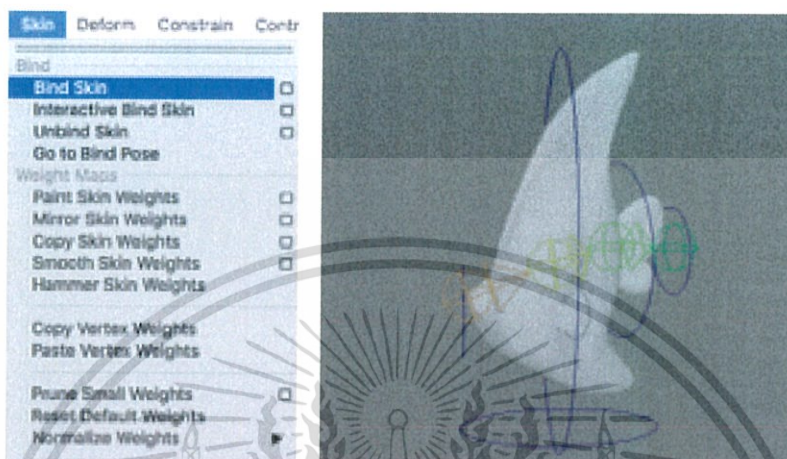 Skin Deform Constrain Contr
Bind
Bind Skin
Interactive Bind Skin
Unbind Skin
Go to Bind Pose
Weight Maps
Paint Skin Weights
Mirror Skin Weights
Copy Skin Weights
Smooth Skin Weights
Hammer Skin Weights
Copy Vertex Weights
Paste Vertex Weights
Prune Small Weights
Reset Default Weights
Normalize Weights